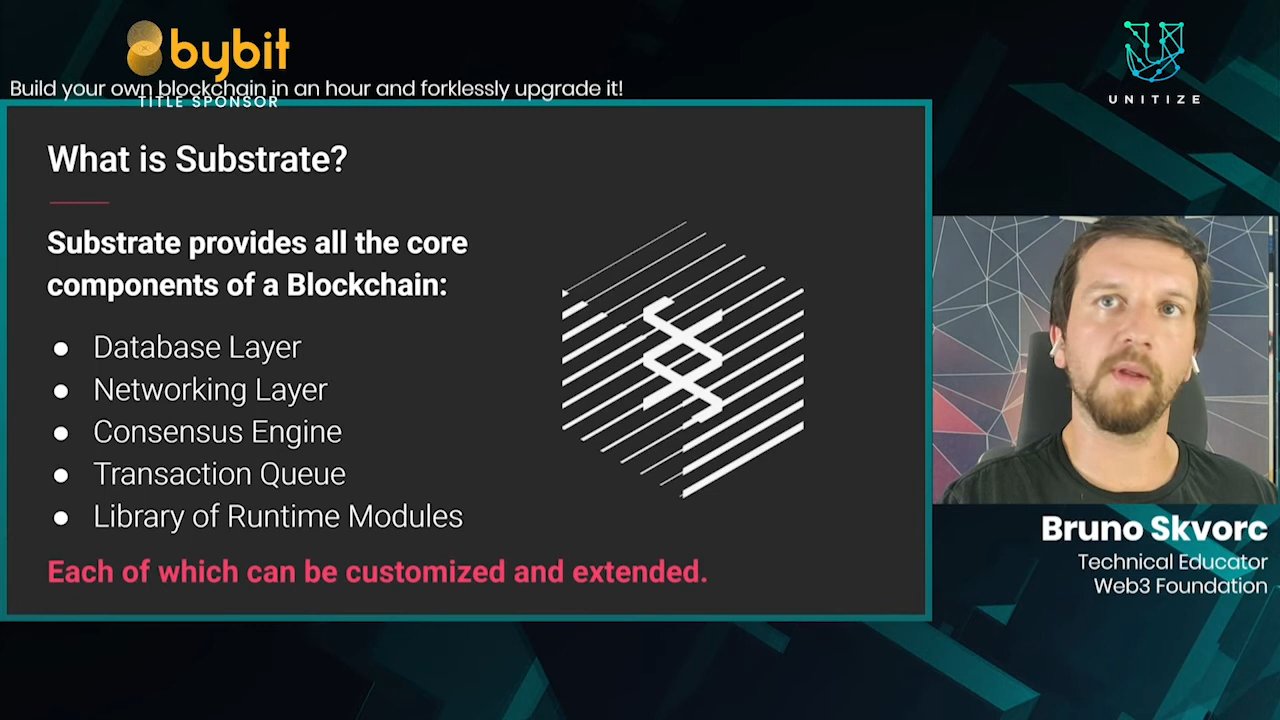 bybit
Build your own blockchain in an hour and forklessly upgrade it!
TITLE SPONSOR
UNITIZE
What is Substrate?
Substrate provides all the core
components of a Blockchain:
● Database Layer
● Networking Layer
● Consensus Engine
● Transaction Queue
● Library of Runtime Modules
Each of which can be customized and extended.
Bruno Skvorc
Technical Educator
Web3 Foundation